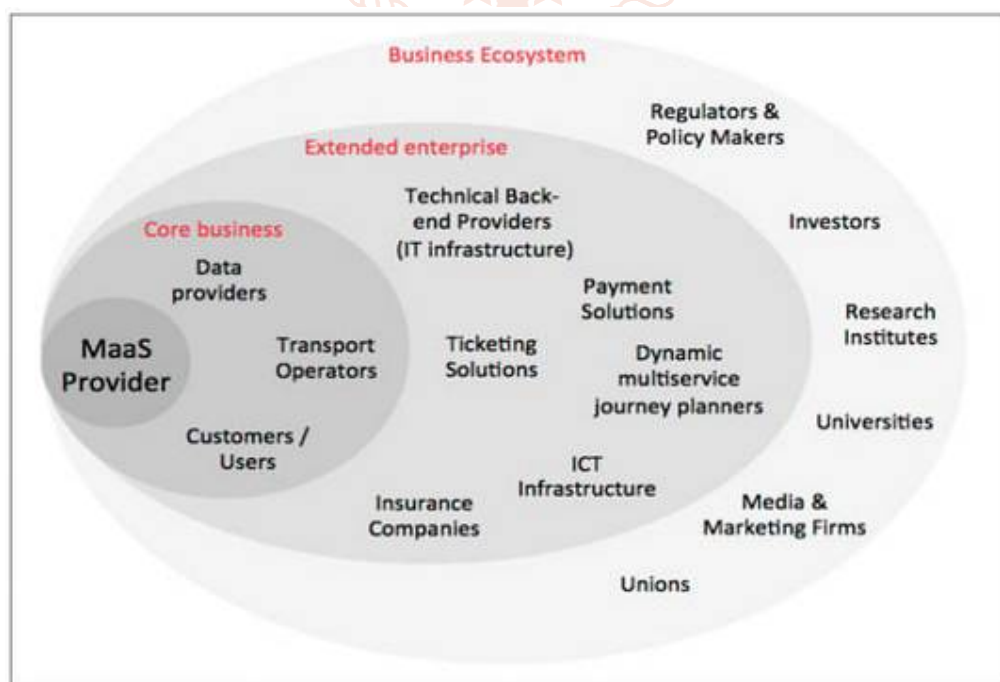 Business Ecosystem
Regulators &
Policy Makers
Extended enterprise
Technical Back-
end Providers
(IT infrastructure)
Investors
Core business
Data
providers
Payment
Solutions
Research
Institutes
MaaS
Provider
Transport
Operators
Ticketing
Solutions
Dynamic
multiservice
journey planners
Universities
Customers /
Users
ICT
Infrastructure
Insurance
Companies
Media &
Marketing Firms
Unions